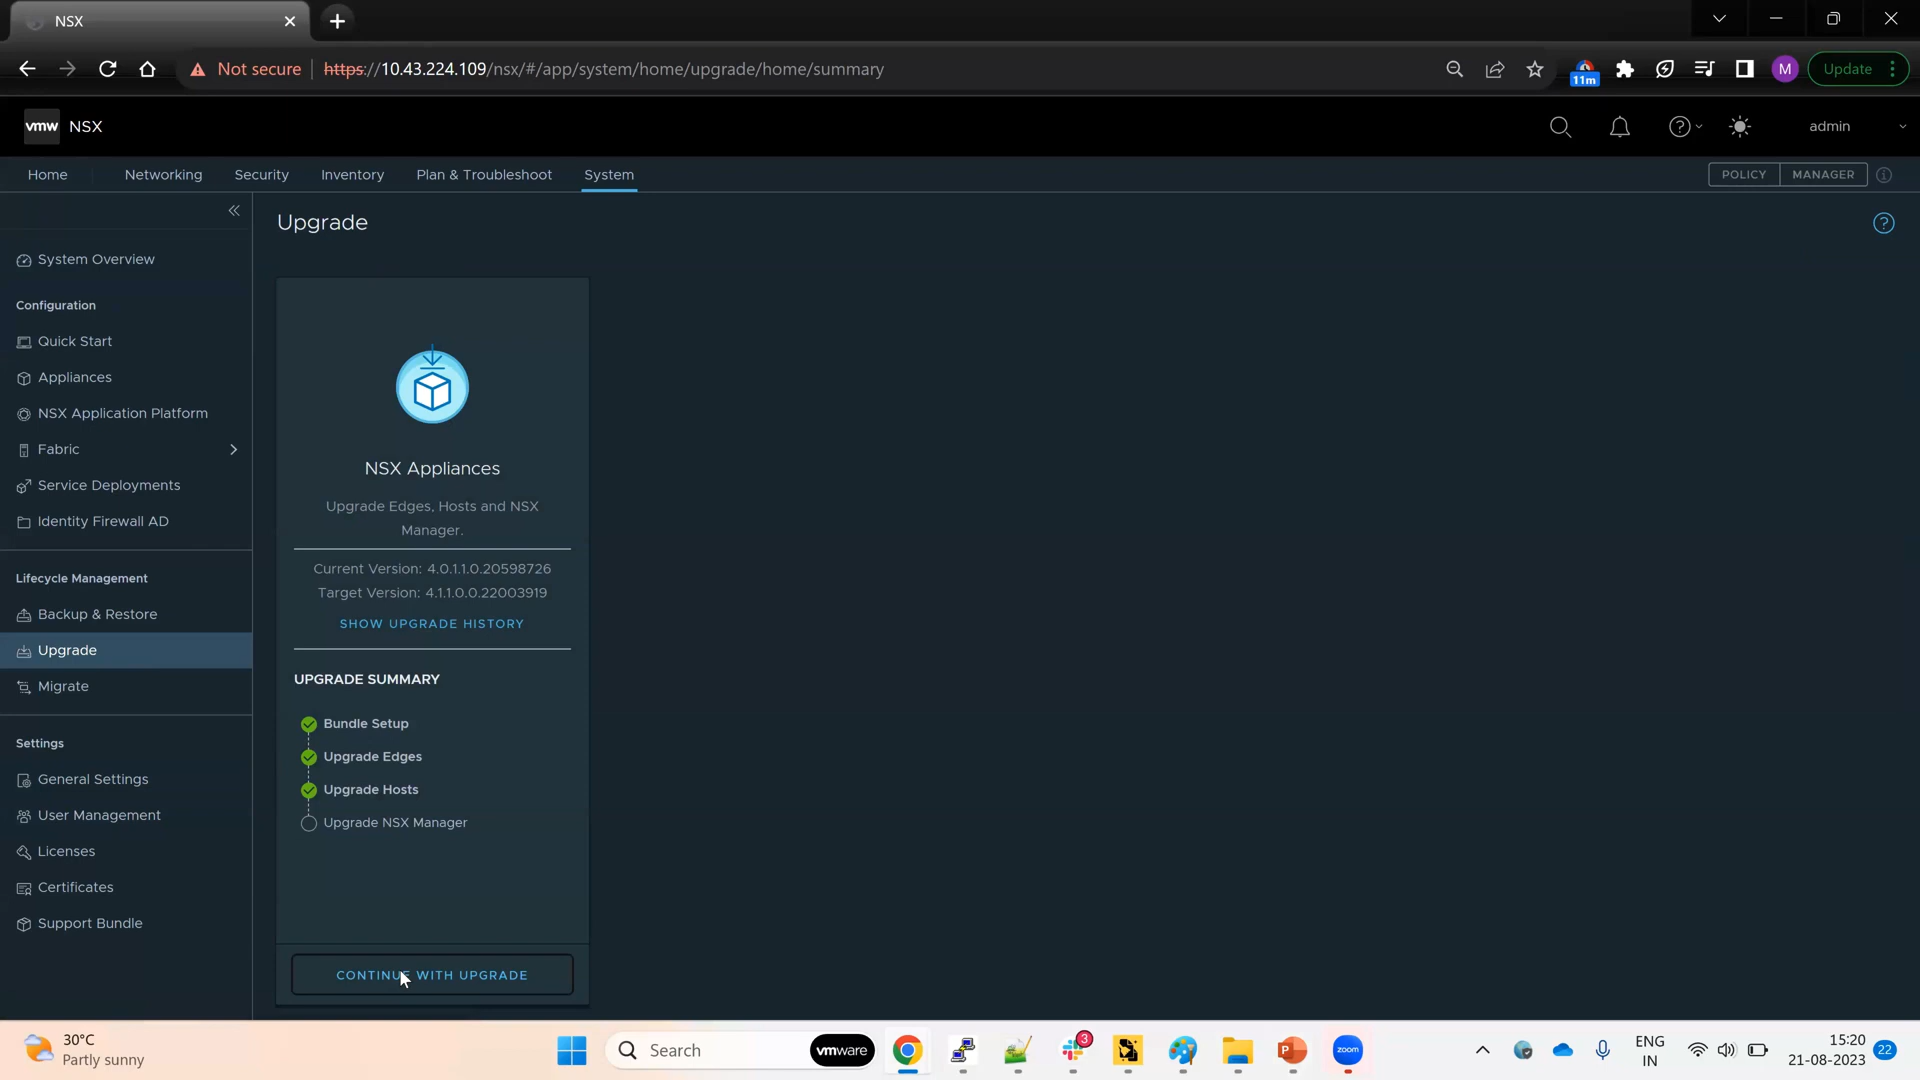 NSX
Not secure
https://10.43.224.109/nsx/#/app/system/home/upgrade/home/summary
11m
M
Update
vmw NSX
admin
Home
Networking
Security
Inventory
Plan & Troubleshoot
System
POLICY
MANAGER
Upgrade
System Overview
Configuration
Quick Start
Appliances
NSX Application Platform
Fabric
Service Deployments
Identity Firewall AD
Lifecycle Management
Backup & Restore
Upgrade
Migrate
Settings
General Settings
User Management
Licenses
Certificates
Support Bundle
NSX Appliances
Upgrade Edges, Hosts and NSX
Manager.
Current Version: 4.0.1.1.0.20598726
Target Version: 4.1.1.0.0.22003919
SHOW UPGRADE HISTORY
UPGRADE SUMMARY
Bundle Setup
Upgrade Edges
Upgrade Hosts
Upgrade NSX Manager
CONTINUE WITH UPGRADE
30°C
Partly sunny
Search
vmware
3
P
zoom
ENG
IN
15:20
21-08-2023
22